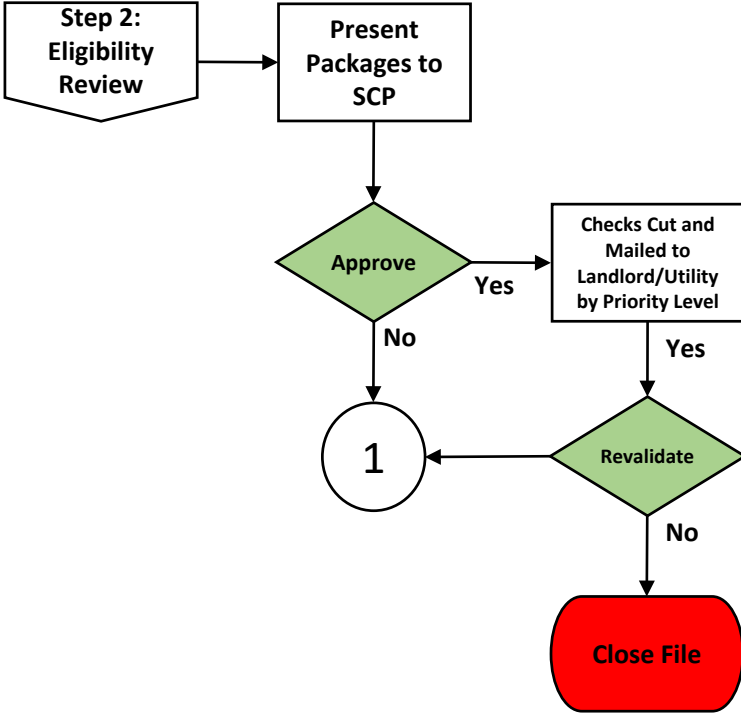 Step 2:
Eligibility
Review
Present
Packages to
SCP
Approve
Yes
Checks Cut and
Mailed to
Landlord/Utility
by Priority Level
No
Yes
1
Revalidate
No
Close File